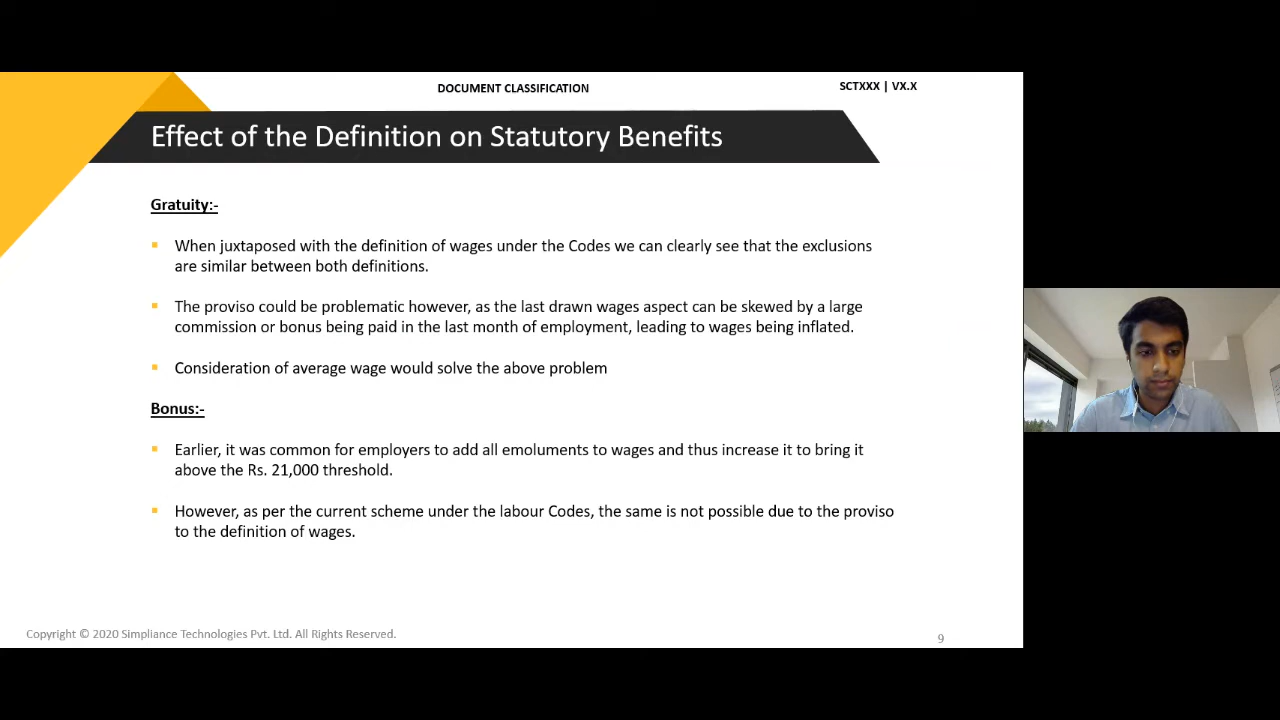 DOCUMENT CLASSIFICATION
SCTXXX | VX.X
Effect of the Definition on Statutory Benefits
Gratuity:-
When juxtaposed with the definition of wages under the Codes we can clearly see that the exclusions
are similar between both definitions.
The proviso could be problematic however, as the last drawn wages aspect can be skewed by a large
commission or bonus being paid in the last month of employment, leading to wages being inflated.
Consideration of average wage would solve the above problem
Bonus:-
Earlier, it was common for employers to add all emoluments to wages and thus increase it to bring it
above the Rs. 21,000 threshold.
However, as per the current scheme under the labour Codes, the same is not possible due to the proviso
to the definition of wages.
Copyright © 2020 Simpliance Technologies Pvt. Ltd. All Rights Reserved.
9